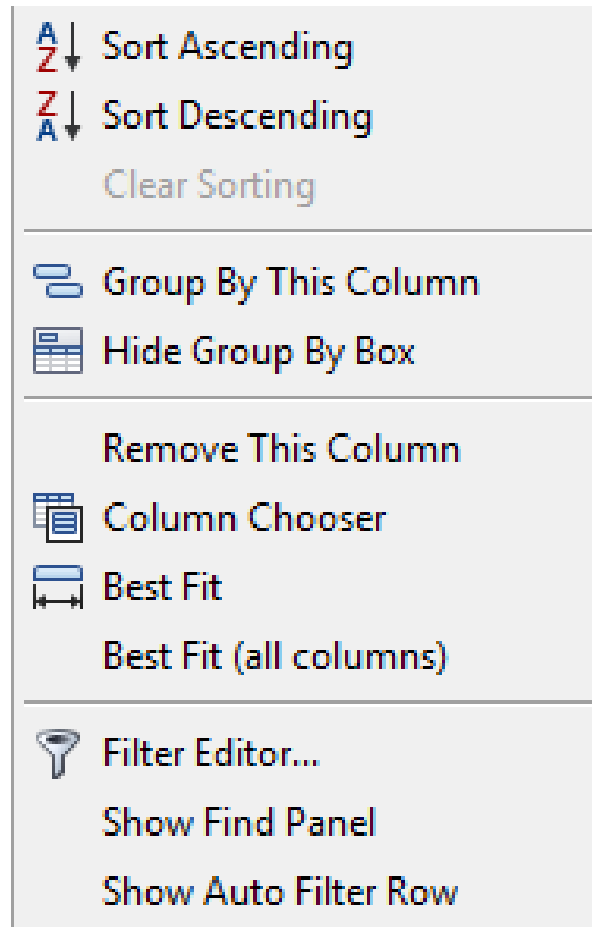 Sort Ascending
Sort Descending
Clear Sorting
Group By This Column
Hide Group By Box
Remove This Column
Column Chooser
Best Fit
Best Fit (all columns)
Filter Editor...
Show Find Panel
Show Auto Filter Row